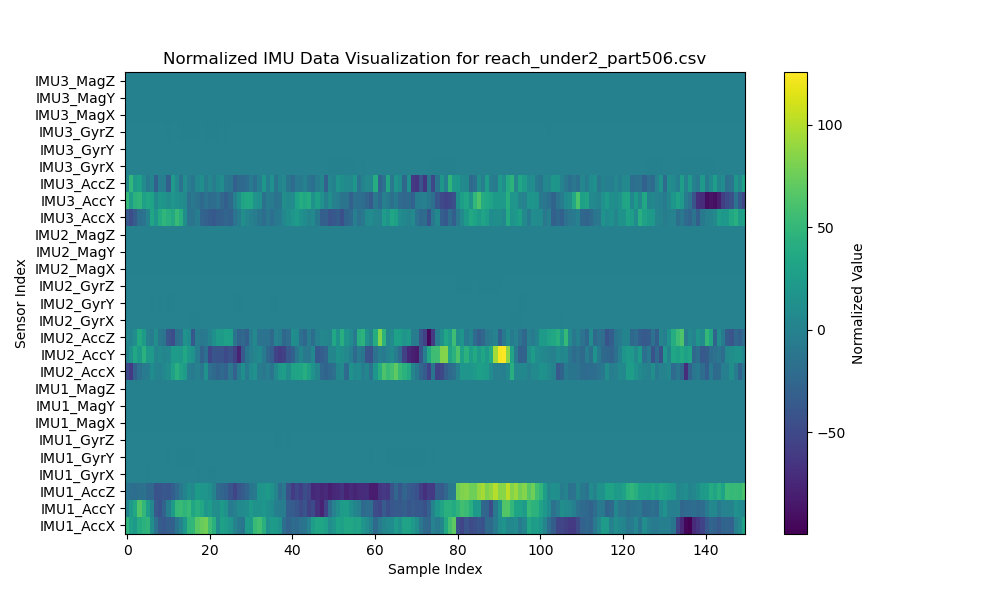 Normalized IMU Data Visualization for reach_under2_part506.csv
IMU3_MagZ
IMU3_MagY
IMU3_MagX
IMU3_GyrZ
IMU3_GyrY
IMU3_GyrX
IMU3_AccZ
IMU3_AccY
IMU3_AccX
IMU2_MagZ
IMU2_MagY
IMU2_MagX
IMU2_GyrZ
IMU2_GyrY
IMU2_GyrX
IMU2_AccZ
IMU2_AccY
IMU2_AccX
IMU1_MagZ
IMU1_MagY
IMU1_MagX
IMU1_GyrZ
IMU1_GyrY
IMU1_GyrX
IMU1_AccZ
IMU1_AccY
IMU1_AccX
Sensor Index
0 20 40 60 80 100 120 140
Sample Index
100
50
0
−50
Normalized Value